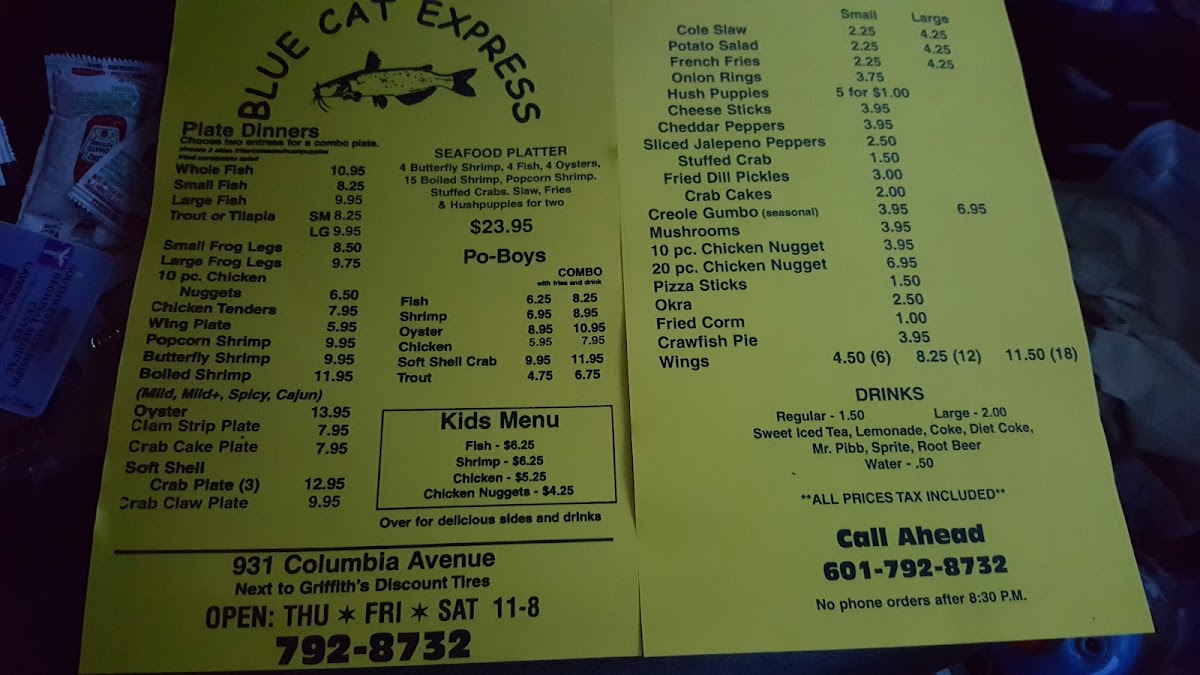 BLUE CAT EXPRESS
Plate Dinners
Choose two entrees for a combo plate.
Whole Fish 10.95
Small Fish 8.25
Large Fish 9.95
Trout or Tilapia SM 8.25
LG 9.95
Small Frog Legs 8.50
Large Frog Legs 9.75
10 pc. Chicken
Nuggets 6.50
Chicken Tenders 7.95
Wing Plate 5.95
Popcorn Shrimp 9.95
Butterfly Shrimp 9.95
Boiled Shrimp 11.95
(Mild, Mild+, Spicy, Cajun)
Oyster 13.95
Clam Strip Plate 7.95
Crab Cake Plate 7.95
Soft Shell
Crab Plate (3) 12.95
Crab Claw Plate 9.95
SEAFOOD PLATTER
4 Butterfly Shrimp, 4 Fish, 4 Oysters,
15 Boiled Shrimp, Popcorn Shrimp.
Stuffed Crabs. Slaw, Fries
& Hushpuppies for two
$23.95
Po-Boys
COMBO
with fries and drink
Fish 6.25 8.25
Shrimp 6.95 8.95
Oyster 8.95 10.95
Chicken 5.95 7.95
Soft Shell Crab 9.95 11.95
Trout 4.75 6.75
Kids Menu
Fish - $6.25
Shrimp - $6.25
Chicken - $5.25
Chicken Nuggets - $4.25
Over for delicious sides and drinks
931 Columbia Avenue
Next to Griffith's Discount Tires
OPEN: THU ✶ FRI ✶ SAT 11-8
792-8732
Small Large
Cole Slaw 2.25 4.25
Potato Salad 2.25 4.25
French Fries 2.25 4.25
Onion Rings 3.75
Hush Puppies 5 for $1.00
Cheese Sticks 3.95
Cheddar Peppers 3.95
Sliced Jalepeno Peppers 2.50
Stuffed Crab 1.50
Fried Dill Pickles 3.00
Crab Cakes 2.00
Creole Gumbo (seasonal) 3.95 6.95
Mushrooms 3.95
10 pc. Chicken Nugget 3.95
20 pc. Chicken Nugget 6.95
Pizza Sticks 1.50
Okra 2.50
Fried Corm 1.00
Crawfish Pie 3.95
Wings 4.50 (6) 8.25 (12) 11.50 (18)
DRINKS
Regular - 1.50 Large - 2.00
Sweet Iced Tea, Lemonade, Coke, Diet Coke,
Mr. Pibb, Sprite, Root Beer
Water - .50
**ALL PRICES TAX INCLUDED**
Call Ahead
601-792-8732
No phone orders after 8:30 P.M.